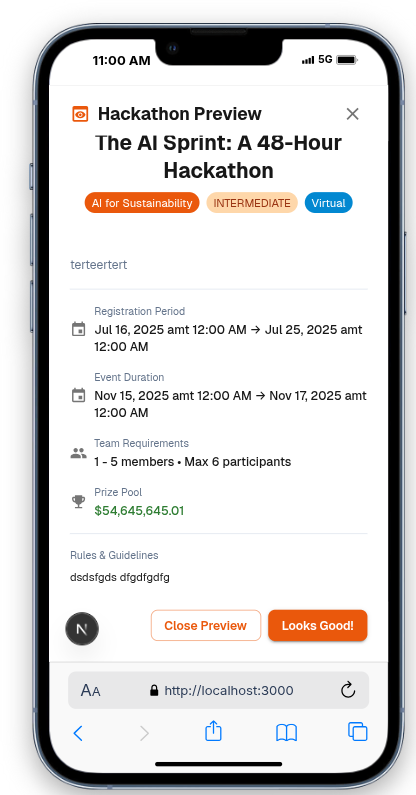 11:00 AM
5G
Hackathon Preview
The AI Sprint: A 48-Hour
Hackathon
AI for Sustainability INTERMEDIATE Virtual
terteertert
Registration Period
Jul 16, 2025 amt 12:00 AM → Jul 25, 2025 amt
12:00 AM
Event Duration
Nov 15, 2025 amt 12:00 AM → Nov 17, 2025 amt
12:00 AM
Team Requirements
1 - 5 members • Max 6 participants
Prize Pool
$54,645,645.01
Rules & Guidelines
dsdsfgds dfgdfgdfg
N
Close Preview
Looks Good!
AA
http://localhost:3000